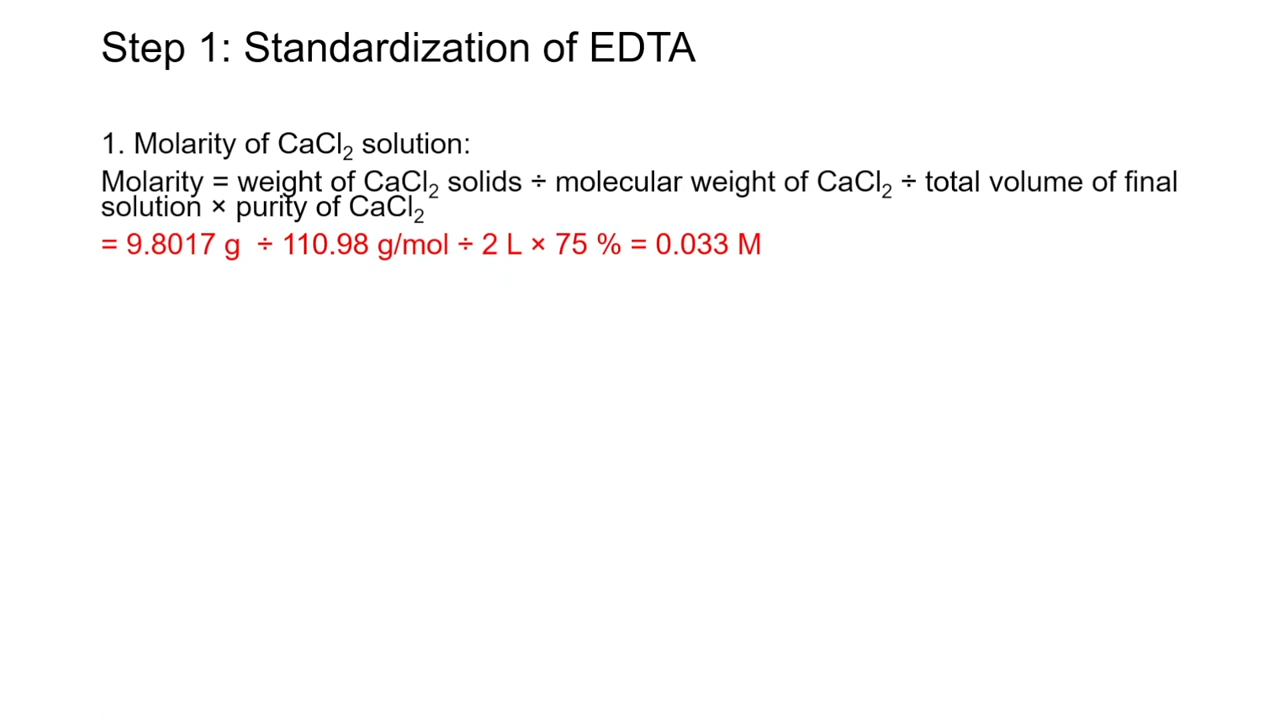 Step 1: Standardization of EDTA
1. Molarity of CaCl₂ solution:
Molarity = weight of CaCl₂ solids ÷ molecular weight of CaCl₂ ÷ total volume of final
solution × purity of CaCl₂
= 9.8017 g ÷ 110.98 g/mol ÷ 2 L × 75 % = 0.033 M